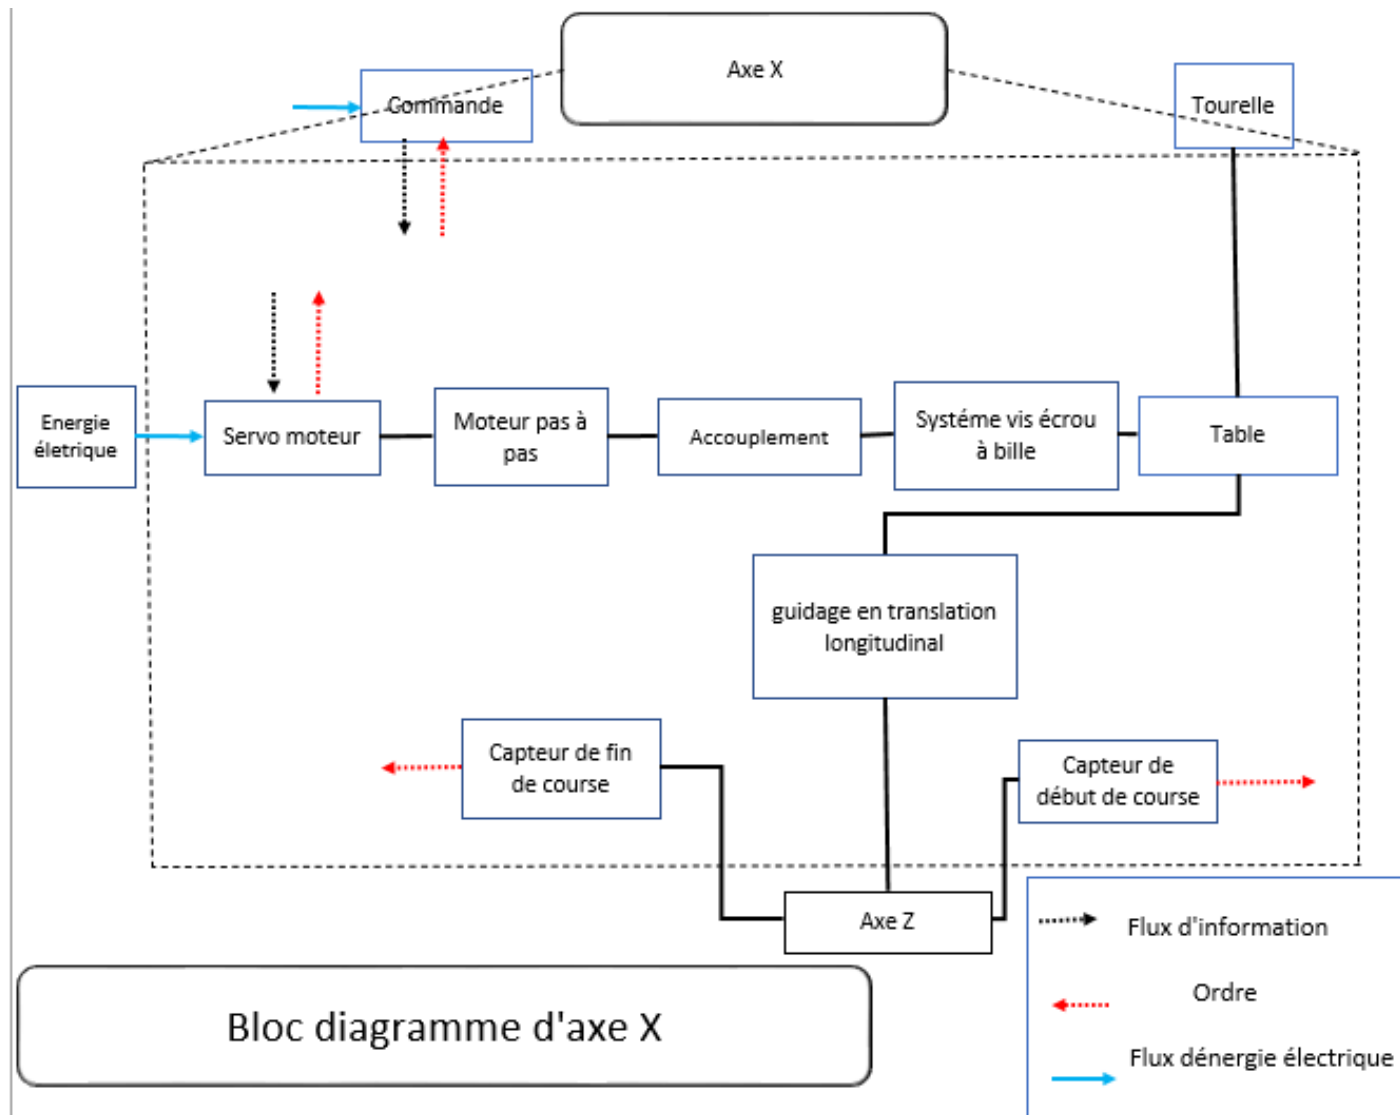 Axe X
Commande
Tourelle
Energie
életrique
Servo moteur
Moteur pas à
pas
Accouplement
Systéme vis écrou
à bille
Table
guidage en translation
longitudinal
Capteur de fin
de course
Capteur de
début de course
Axe Z
Flux d'information
Ordre
Flux dénergie électrique
Bloc diagramme d'axe X